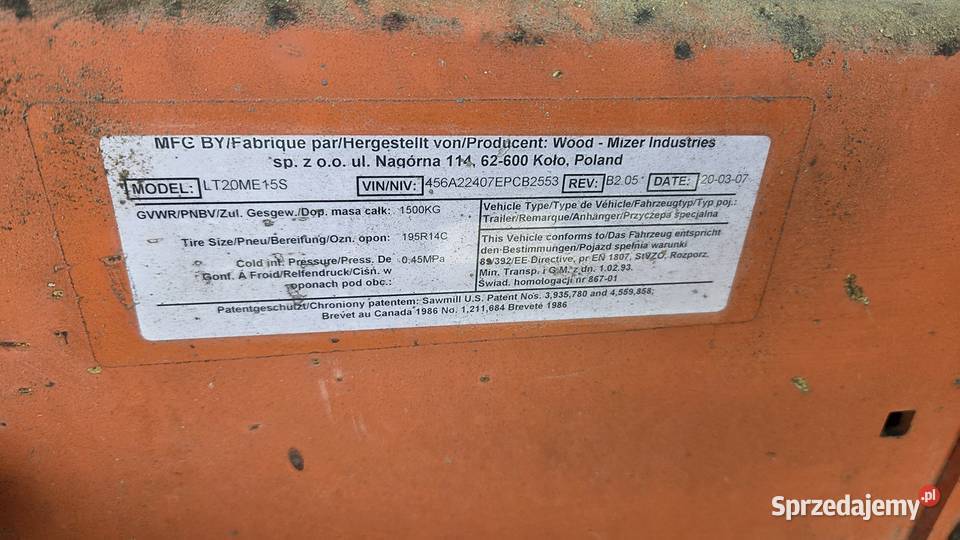 MFG BY/Fabrique par/Hergestellt von/Producent: Wood - Mizer Industries
sp. z o.o. ul. Nagórna 114, 62-600 Koło, Poland
MODEL: LT20ME15S VIN/NIV: 456A22407EPCB2553 REV: B2.05 DATE: 20-03-07
GVWR/PNBV/Zul. Gesgew./Dop. masa całk: 1500KG
Tire Size/Pneu/Bereifung/Ozn. opon: 195R14C
Cold inf. Pressure/Press. De 0.45MPa
Gonf. A Froid/Reifendruck/Ciśn. w
oponach pod obc.:
Vehicle Type/Type de Véhicle/Fahrzeugtyp/Typ poj.:
Trailer/Remarque/Anhänger/Przyczepa specjalna
This Vehicle conforms to/Das Fahrzeug entspricht
den Bestimmungen/Pojazd spełnia warunki
89/392/EE-Directive, pr EN 1807, StVZO, Rozporz.
Min. Transp. i G.M. z dn. 1.02.93.
Świad. homologacji nr 867-01
Patentgeschutzt/Chroniony patentem: Sawmill U.S. Patent Nos. 3,935,780 and 4,559,858;
Brevet au Canada 1986 No. 1,211,684 Breveté 1986
Sprzedajemy.pl